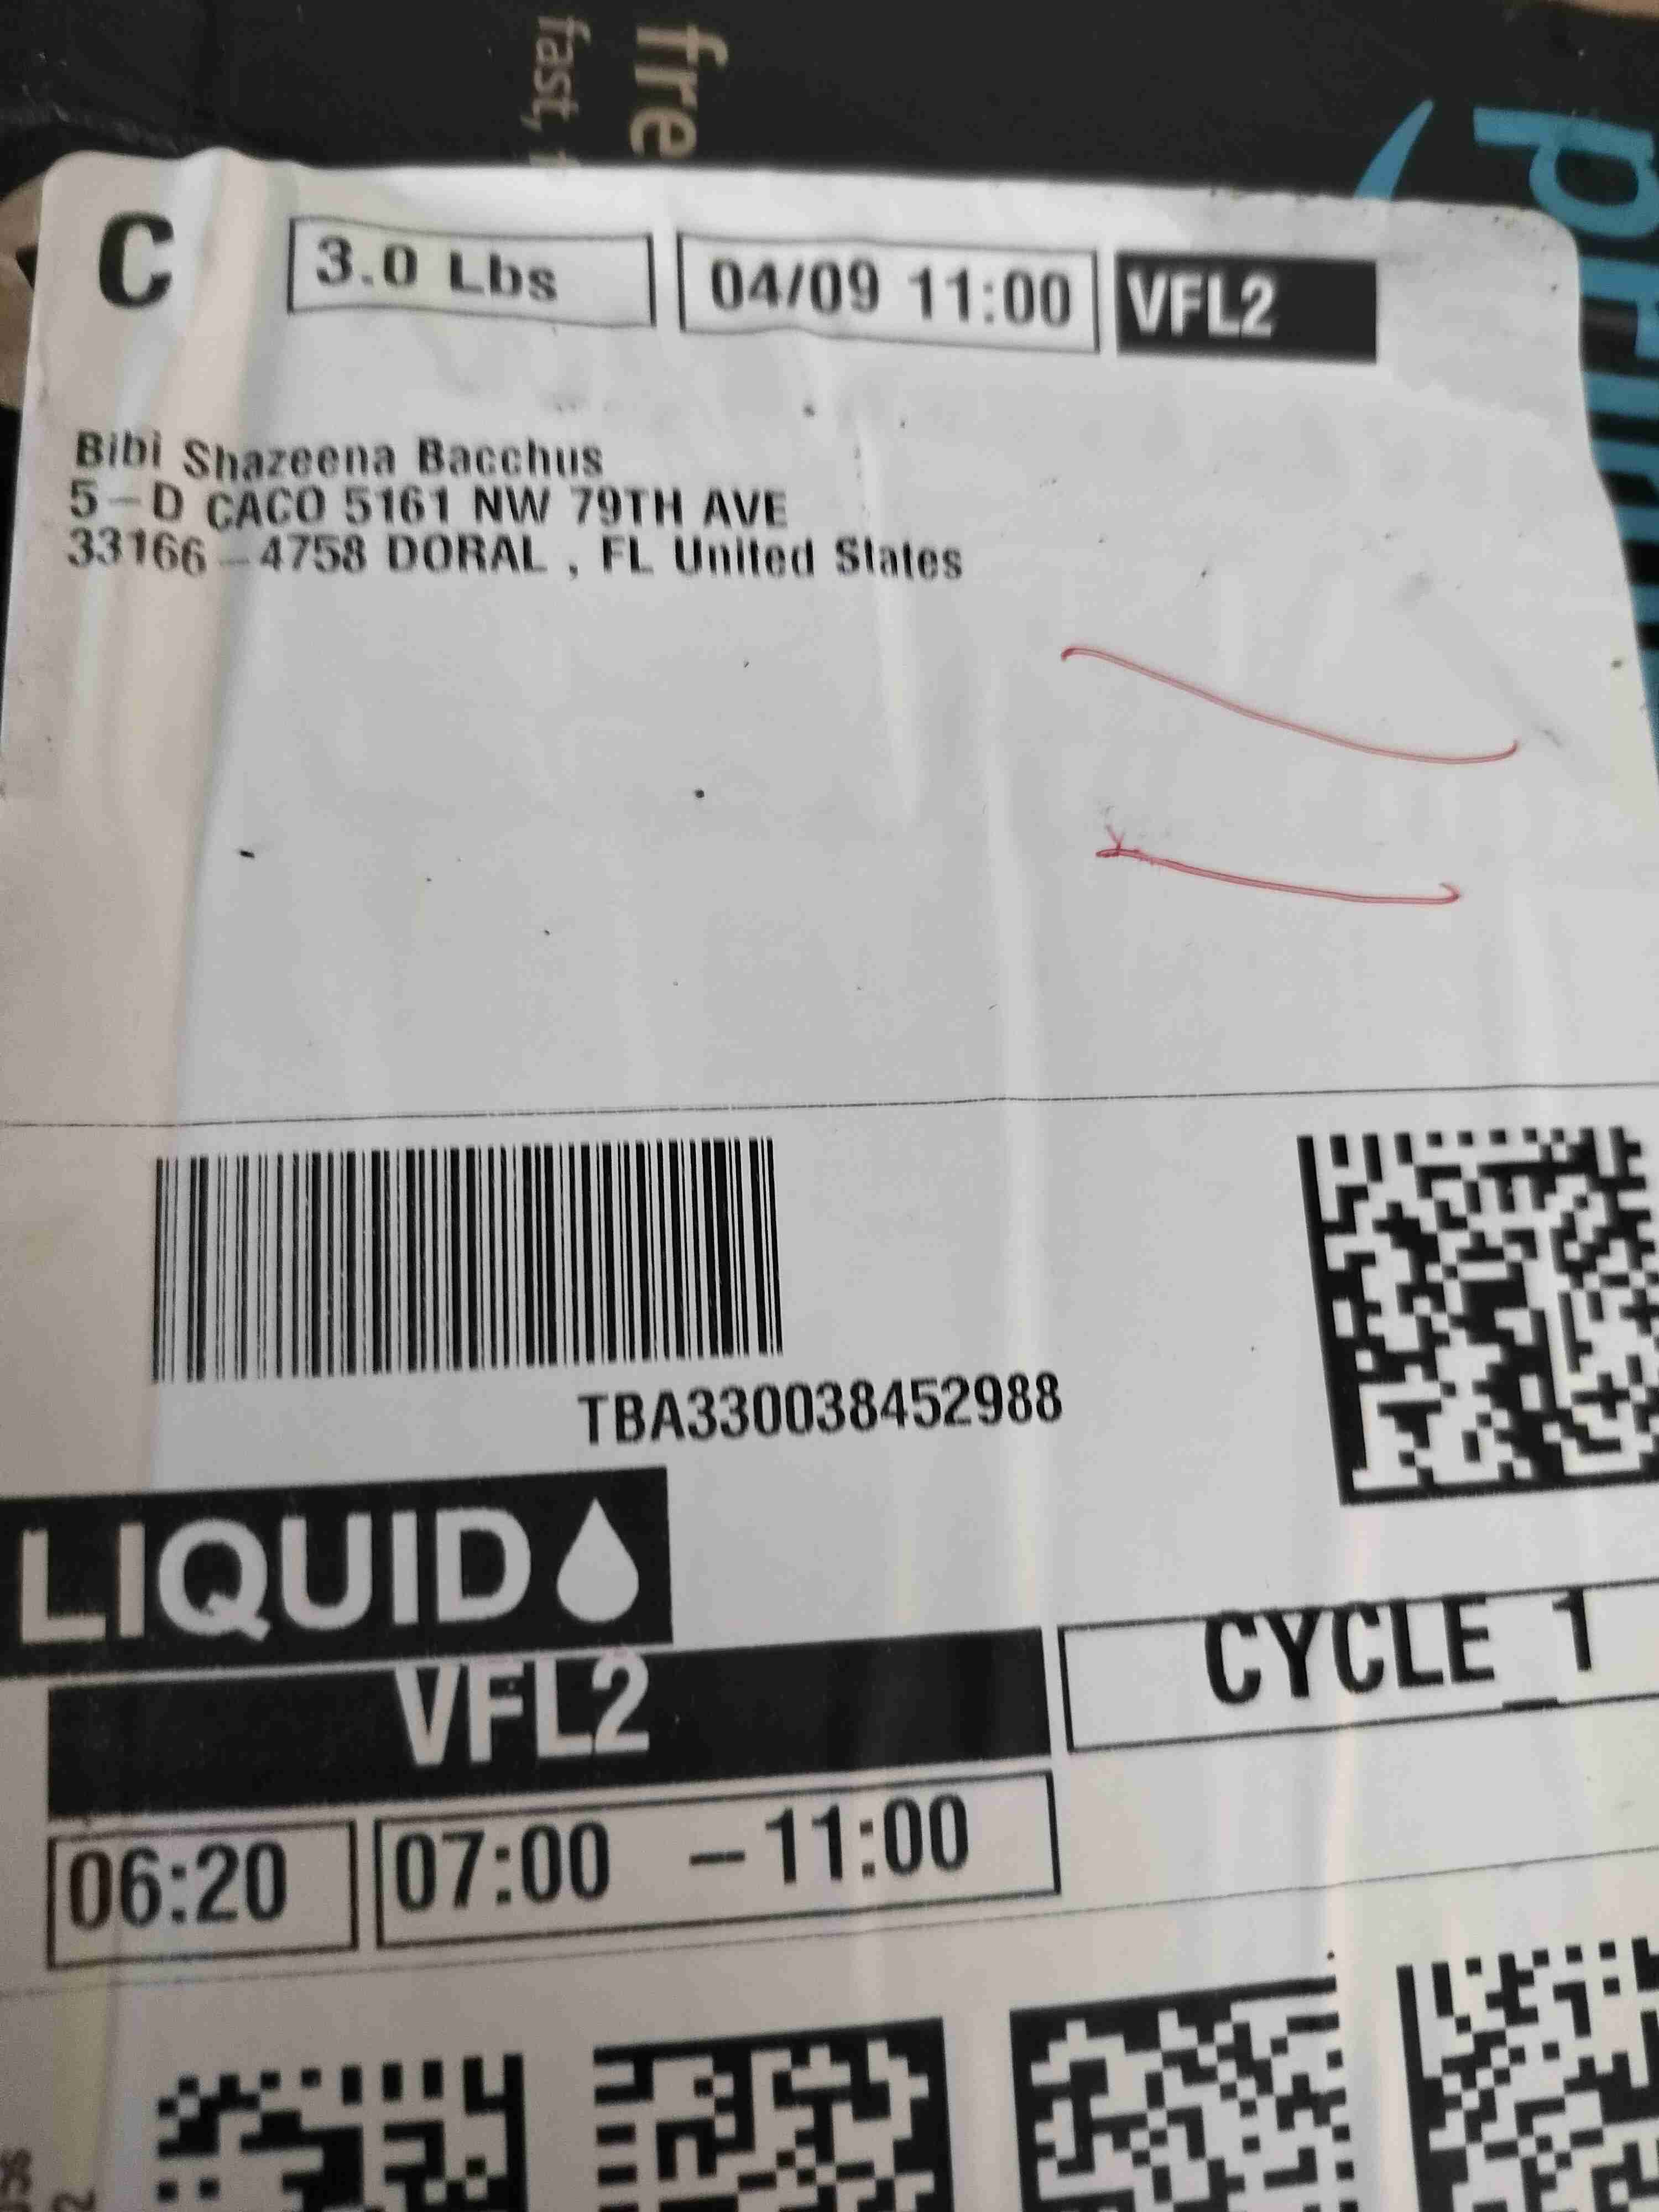 fre
fast,
C
3.0 Lbs
04/09 11:00
VFL2
Bibi Shazeena Bacchus
5-D CACO 5161 NW 79TH AVE
33166-4758 DORAL , FL United States
TBA330038452988
LIQUID
VFL2
CYCLE_1
06:20
07:00 -11:00